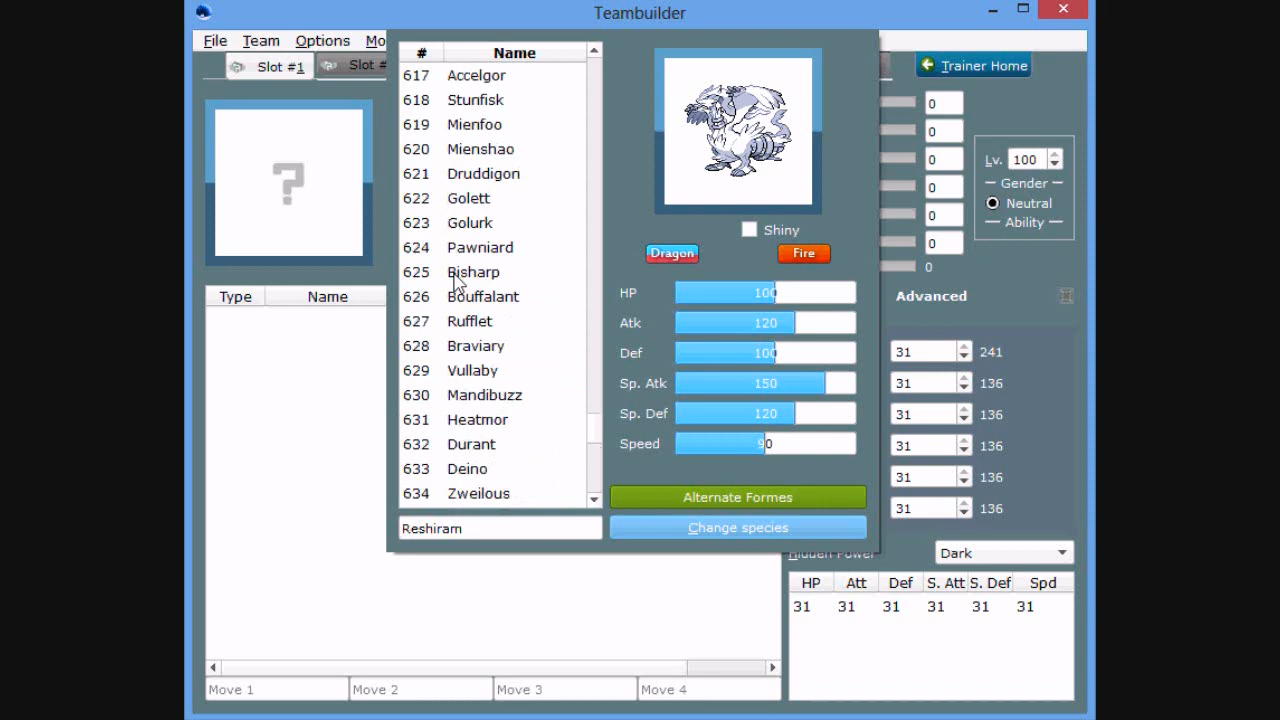 Teambuilder
File Team Options Mo
Slot #1
Slot #
Trainer Home
# Name
617 Accelgor
618 Stunfisk
619 Mienfoo
620 Mienshao
621 Druddigon
622 Golett
623 Golurk
624 Pawniard
625 Bisharp
626 Bouffalant
627 Rufflet
628 Braviary
629 Vullaby
630 Mandibuzz
631 Heatmor
632 Durant
633 Deino
634 Zweilous
Reshiram
Shiny
Dragon Fire
HP 100
Atk 120
Def 100
Sp. Atk 150
Sp. Def 120
Speed 90
Alternate Formes
Change species
0
0
0
0
0
0
0
Lv. 100
Gender
Neutral
Ability
Advanced
31 241
31 136
31 136
31 136
31 136
31 136
Hidden Power Dark
HP Att Def S. Att S. Def Spd
31 31 31 31 31 31
?
Type Name
Move 1 Move 2 Move 3 Move 4